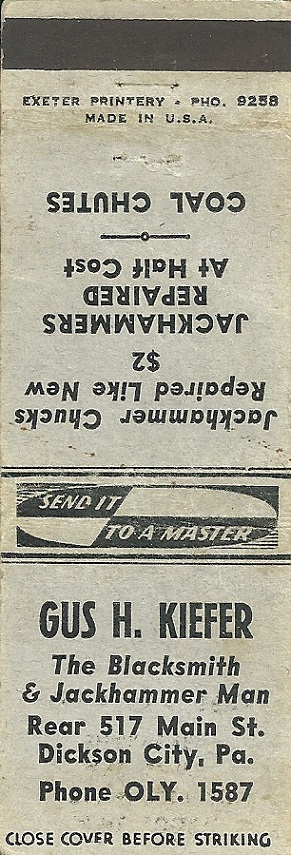 EXETER PRINTERY • PHO. 9258
MADE IN U.S.A.
Jackhammer Chucks
Repaired Like New
$2
JACKHAMMERS
REPAIRED
At Half Cost
COAL CHUTES
SEND IT
TO A MASTER
GUS H. KIEFER
The Blacksmith
& Jackhammer Man
Rear 517 Main St.
Dickson City, Pa.
Phone OLY. 1587
CLOSE COVER BEFORE STRIKING